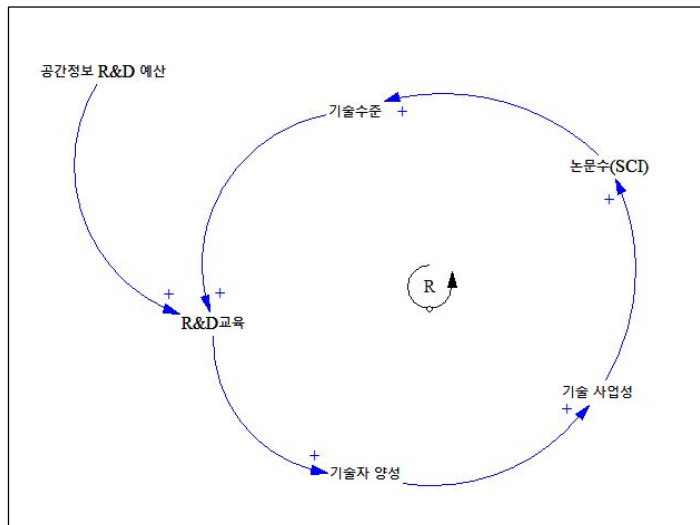 공간정보 R&D 예산
기술수준
+
논문수(SCI)
+
R
+
+
R&D교육
기술 사업성
+
+
기술자 양성